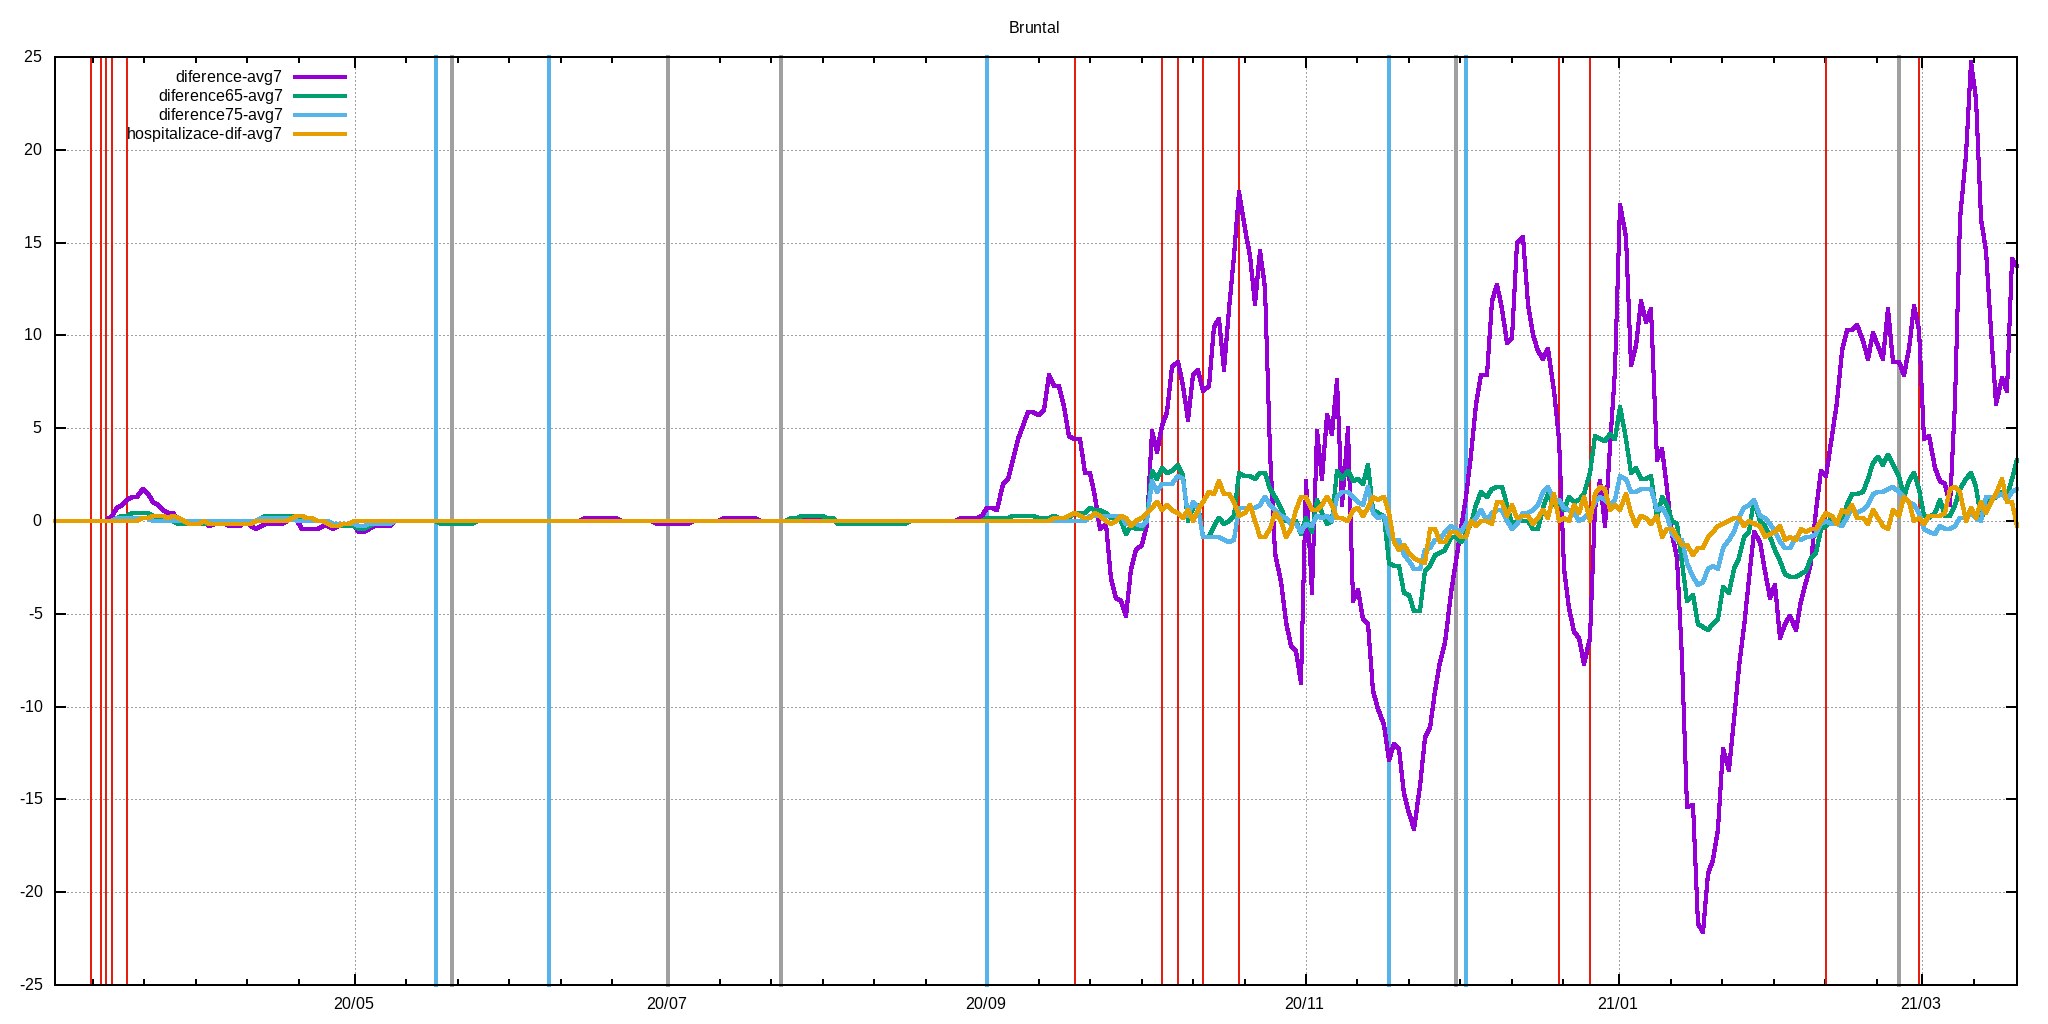 Bruntal
25
20
15
10
5
0
-5
-10
-15
-20
-25
diference-avg7
diference65-avg7
diference75-avg7
hospitalizace-dif-avg7
20/05 20/07 20/09 20/11 21/01 21/03